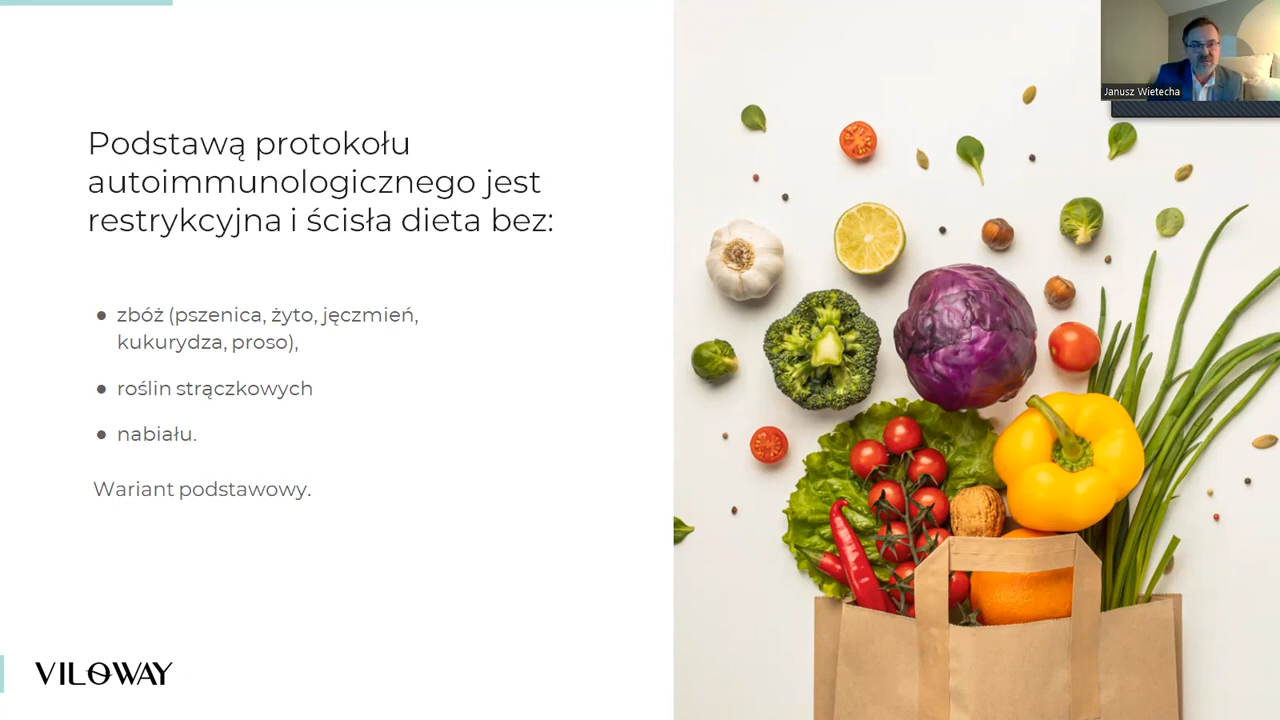 Janusz Wietecha
Podstawą protokołu
autoimmunologicznego jest
restrykcyjna i ścisła dieta bez:
● zbóż (pszenica, żyto, jęczmień,
kukurydza, proso),
● roślin strączkowych
● nabiału.
Wariant podstawowy.
VILOWAY